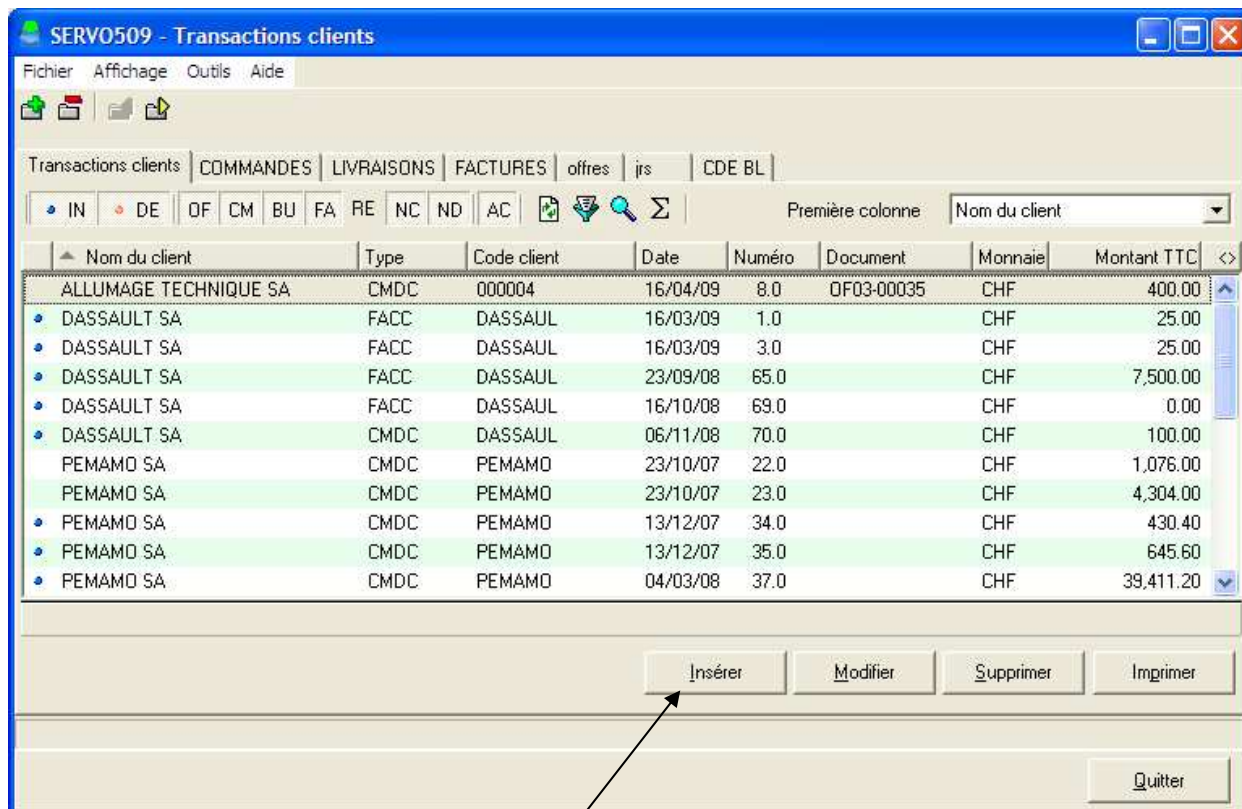 SERVO509 - Transactions clients
Fichier Affichage Outils Aide
Transactions clients COMMANDES LIVRAISONS FACTURES offres jrs CDE BL
IN DE OF CM BU FA RE NC ND AC Σ Première colonne Nom du client
Nom du client Type Code client Date Numéro Document Monnaie Montant TTC <>
ALLUMAGE TECHNIQUE SA CMDC 000004 16/04/09 8.0 OF03-00035 CHF 400.00
DASSAULT SA FACC DASSAUL 16/03/09 1.0 CHF 25.00
DASSAULT SA FACC DASSAUL 16/03/09 3.0 CHF 25.00
DASSAULT SA FACC DASSAUL 23/09/08 65.0 CHF 7,500.00
DASSAULT SA FACC DASSAUL 16/10/08 69.0 CHF 0.00
DASSAULT SA CMDC DASSAUL 06/11/08 70.0 CHF 100.00
PEMAMO SA CMDC PEMAMO 23/10/07 22.0 CHF 1,076.00
PEMAMO SA CMDC PEMAMO 23/10/07 23.0 CHF 4,304.00
PEMAMO SA CMDC PEMAMO 13/12/07 34.0 CHF 430.40
PEMAMO SA CMDC PEMAMO 13/12/07 35.0 CHF 645.60
PEMAMO SA CMDC PEMAMO 04/03/08 37.0 CHF 39,411.20
Insérer Modifier Supprimer Imprimer
Quitter